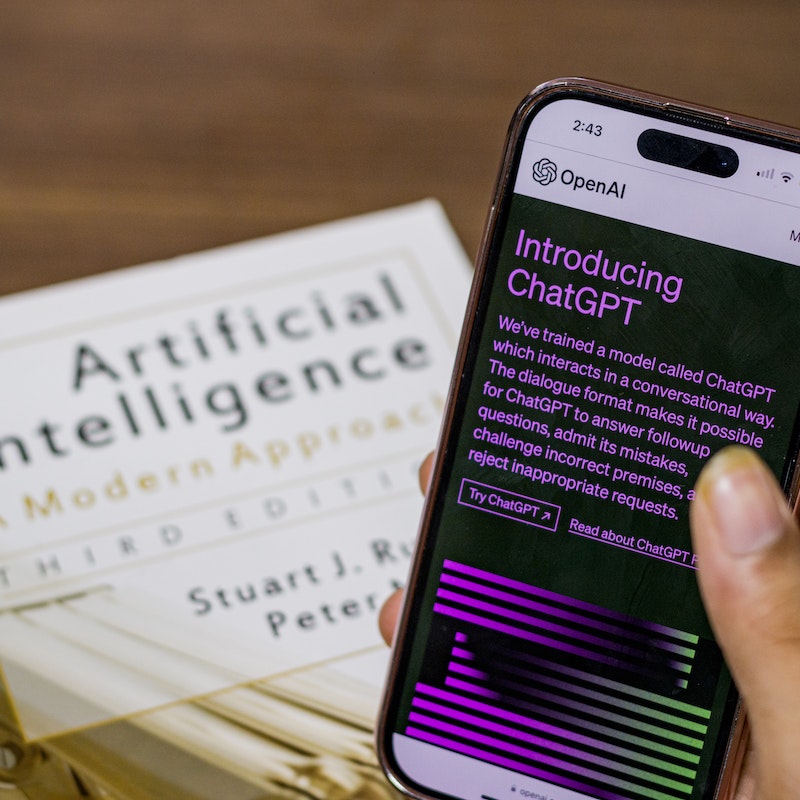 Artificial
ntelligence
A Modern Approac
THIRD EDITI
Stuart J. Ru
Peter
2:43
OpenAI
M
Introducing
ChatGPT
We've trained a model called ChatGPT
which interacts in a conversational way.
The dialogue format makes it possible
for ChatGPT to answer followup
questions, admit its mistakes,
challenge incorrect premises, a
reject inappropriate requests.
Try ChatGPT ↗
Read about ChatGPT
openai